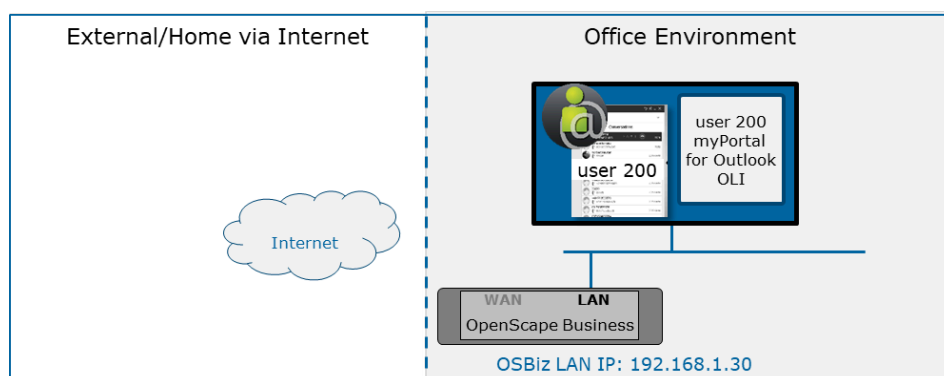 External/Home via Internet
Office Environment
user 200
myPortal
for Outlook
OLI
@
user 200
Internet
WAN LAN
OpenScape Business
OSBiz LAN IP: 192.168.1.30